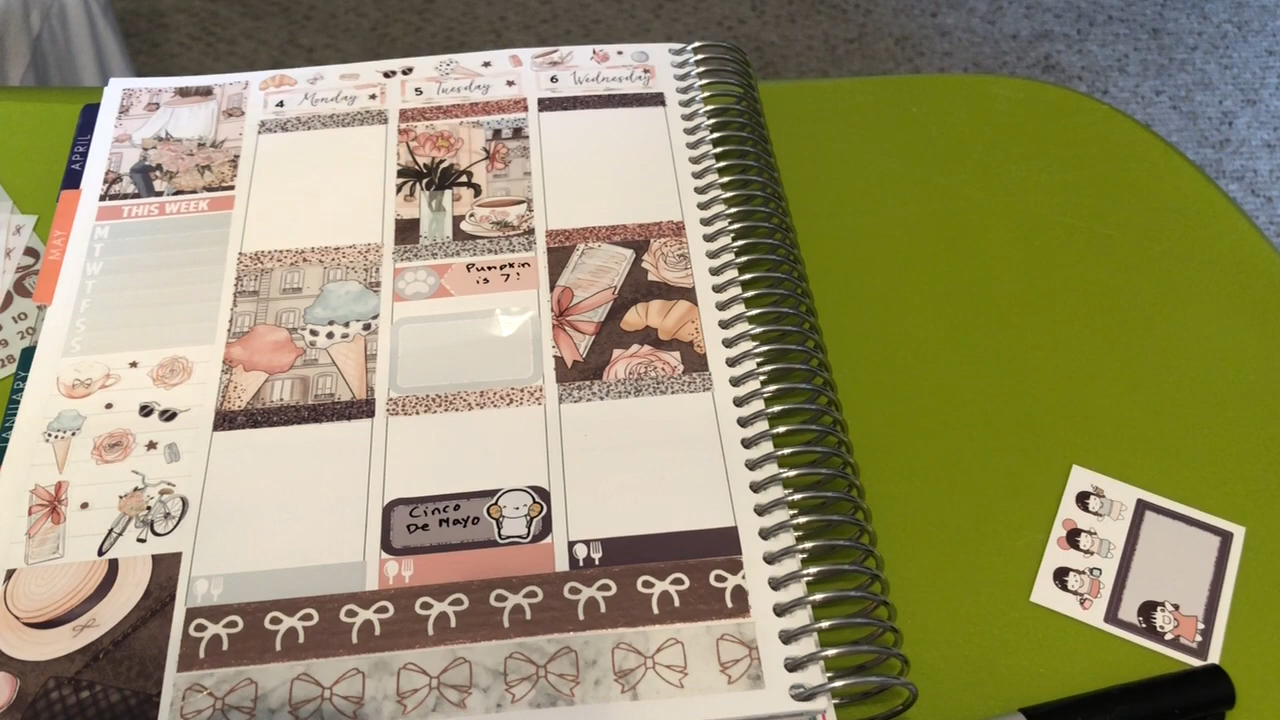 4 Monday
5 Tuesday
6 Wednesday
APRIL
MAY
JANUARY
THIS WEEK
M
T
W
T
F
S
S
Pumpkin
is 7!
Cinco
De Mayo
10
9 20
28